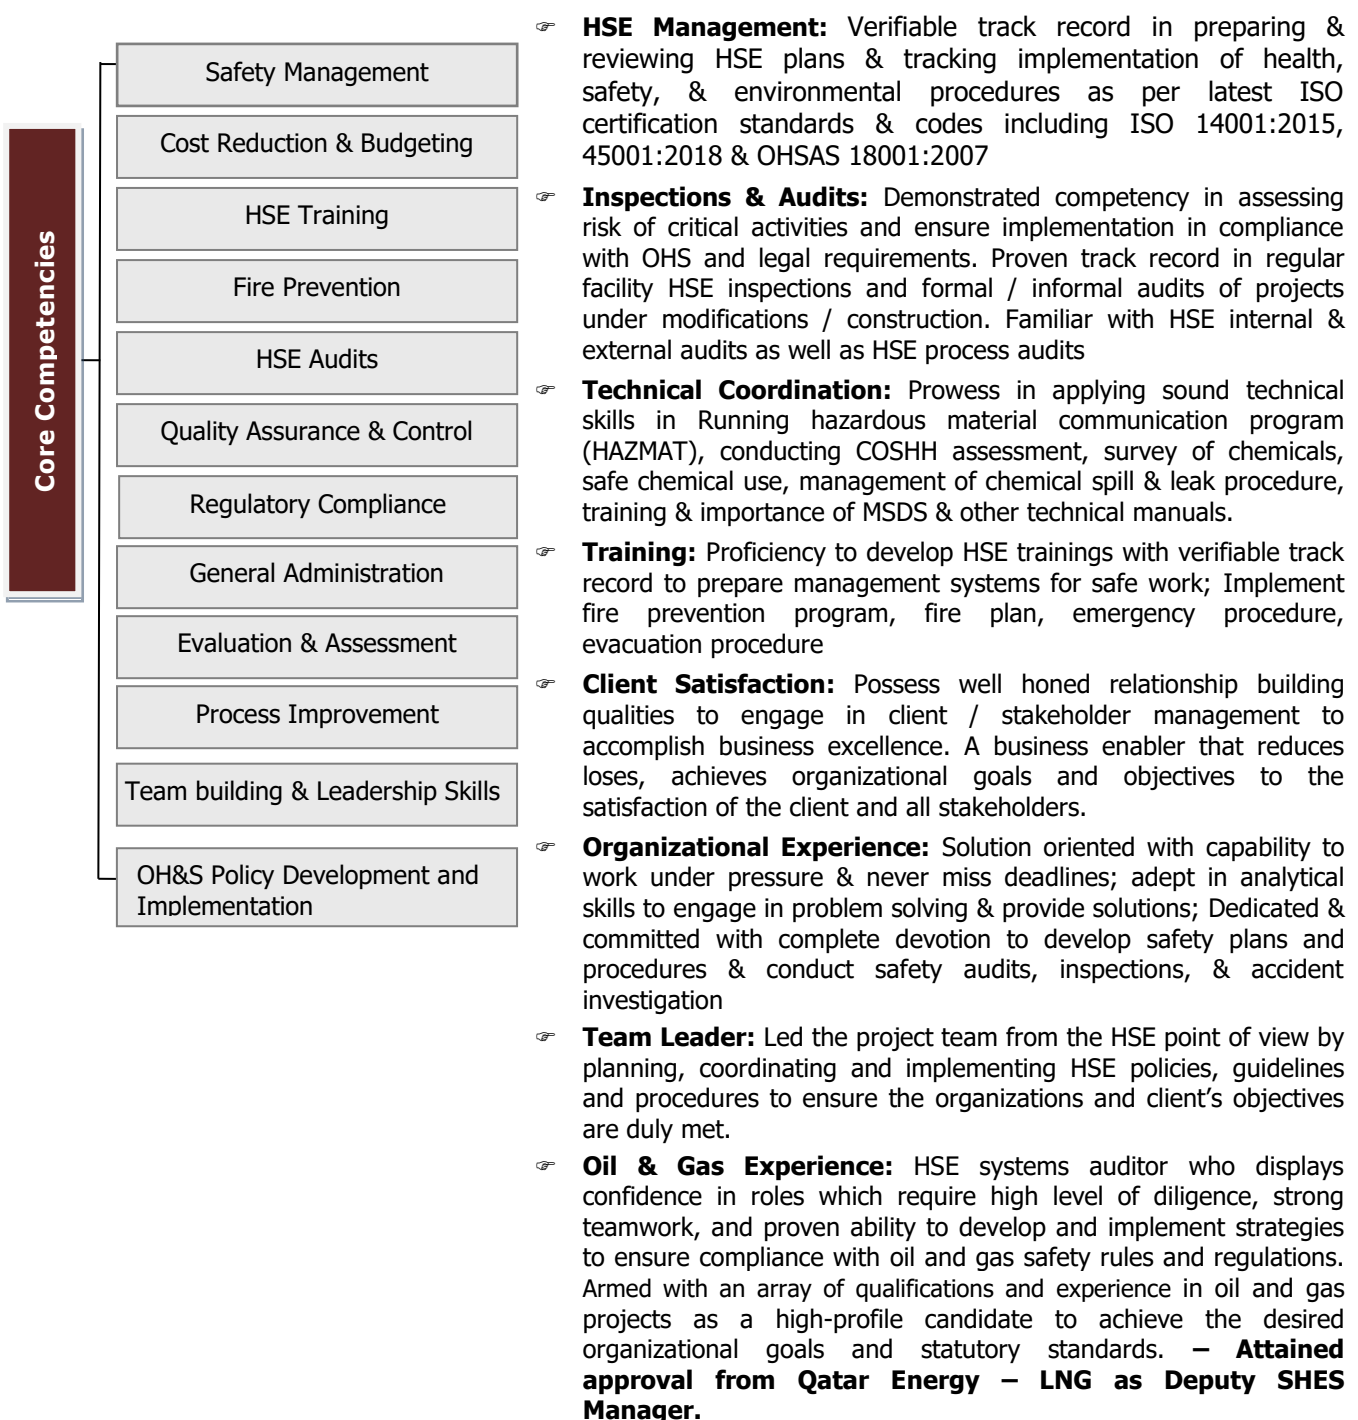 Core Competencies
Safety Management
Cost Reduction & Budgeting
HSE Training
Fire Prevention
HSE Audits
Quality Assurance & Control
Regulatory Compliance
General Administration
Evaluation & Assessment
Process Improvement
Team building & Leadership Skills
OH&S Policy Development and
Implementation
☞ HSE Management: Verifiable track record in preparing &
reviewing HSE plans & tracking implementation of health,
safety, & environmental procedures as per latest ISO
certification standards & codes including ISO 14001:2015,
45001:2018 & OHSAS 18001:2007
☞ Inspections & Audits: Demonstrated competency in assessing
risk of critical activities and ensure implementation in compliance
with OHS and legal requirements. Proven track record in regular
facility HSE inspections and formal / informal audits of projects
under modifications / construction. Familiar with HSE internal &
external audits as well as HSE process audits
☞ Technical Coordination: Prowess in applying sound technical
skills in Running hazardous material communication program
(HAZMAT), conducting COSHH assessment, survey of chemicals,
safe chemical use, management of chemical spill & leak procedure,
training & importance of MSDS & other technical manuals.
☞ Training: Proficiency to develop HSE trainings with verifiable track
record to prepare management systems for safe work; Implement
fire prevention program, fire plan, emergency procedure,
evacuation procedure
☞ Client Satisfaction: Possess well honed relationship building
qualities to engage in client / stakeholder management to
accomplish business excellence. A business enabler that reduces
loses, achieves organizational goals and objectives to the
satisfaction of the client and all stakeholders.
☞ Organizational Experience: Solution oriented with capability to
work under pressure & never miss deadlines; adept in analytical
skills to engage in problem solving & provide solutions; Dedicated &
committed with complete devotion to develop safety plans and
procedures & conduct safety audits, inspections, & accident
investigation
☞ Team Leader: Led the project team from the HSE point of view by
planning, coordinating and implementing HSE policies, guidelines
and procedures to ensure the organizations and client’s objectives
are duly met.
☞ Oil & Gas Experience: HSE systems auditor who displays
confidence in roles which require high level of diligence, strong
teamwork, and proven ability to develop and implement strategies
to ensure compliance with oil and gas safety rules and regulations.
Armed with an array of qualifications and experience in oil and gas
projects as a high-profile candidate to achieve the desired
organizational goals and statutory standards. – Attained
approval from Qatar Energy – LNG as Deputy SHES
Manager.